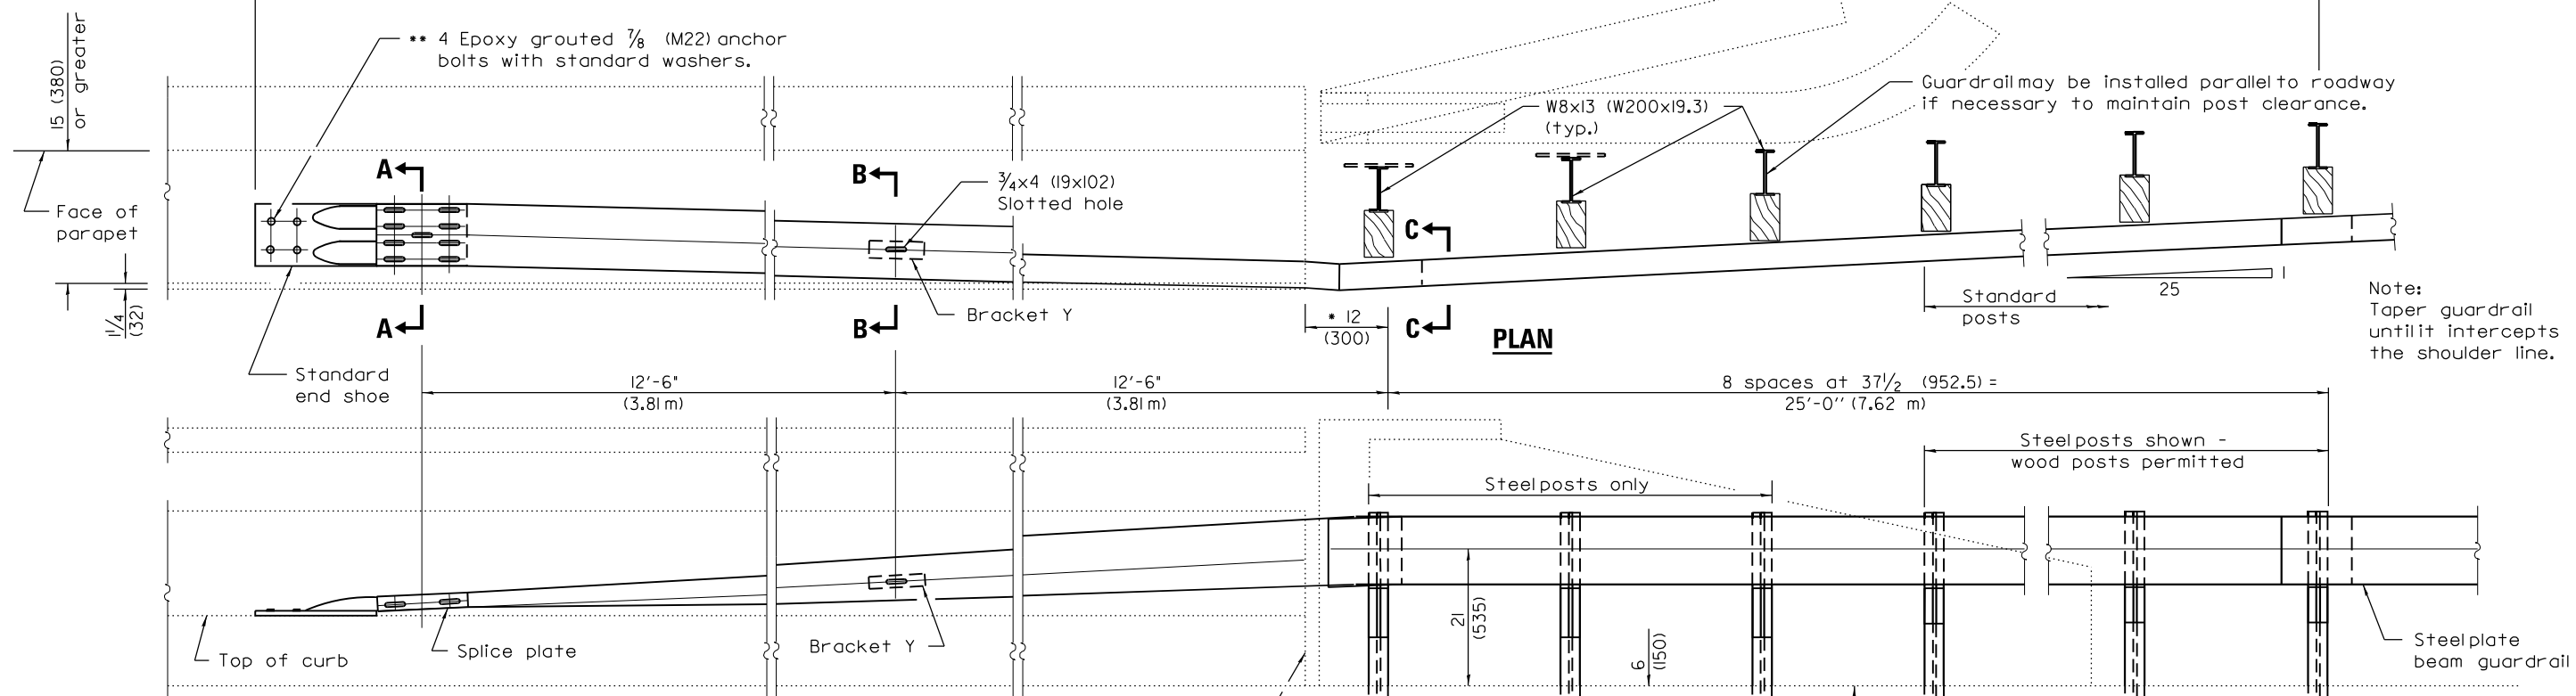 15 (380)
or greater
** 4 Epoxy grouted 7/8 (M22) anchor
bolts with standard washers.
Guardrail may be installed parallel to roadway
if necessary to maintain post clearance.
W8x13 (W200x19.3)
(typ.)
A
B
3/4x4 (19x102)
Slotted hole
Face of
parapet
C
1 1/4
(32)
A
B
Bracket Y
* 12
(300)
C
PLAN
Standard
posts
25
1
Note:
Taper guardrail
until it intercepts
the shoulder line.
Standard
end shoe
12'-6"
(3.81 m)
12'-6"
(3.81 m)
8 spaces at 37 1/2 (952.5) =
25'-0'' (7.62 m)
Steel posts shown -
wood posts permitted
Steel posts only
21
(535)
6
(150)
Top of curb
Splice plate
Bracket Y
Steel plate
beam guardrail